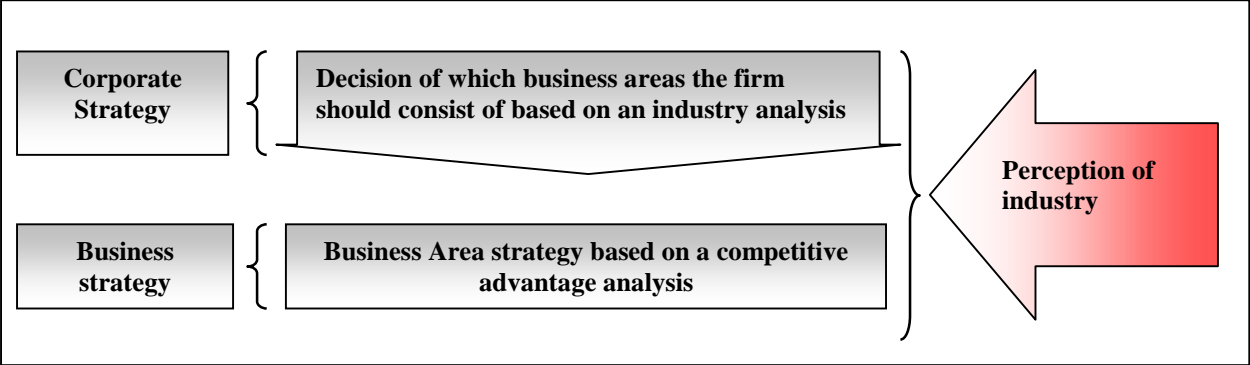 Corporate
Strategy
Decision of which business areas the firm
should consist of based on an industry analysis
Perception of
industry
Business
strategy
Business Area strategy based on a competitive
advantage analysis